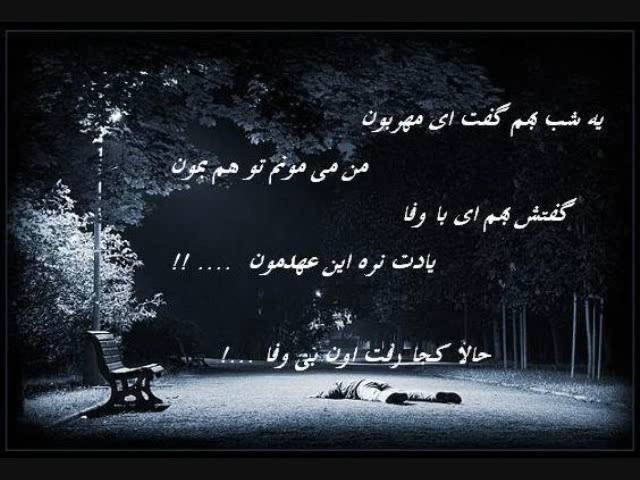 یه شب بهم گفت ای مهربون
من می مونم تو هم بمون
گفتش بهم ای با وفا
یادت نره این عهدمون .... !!
حالا کجا رفت اون بی وفا ...!